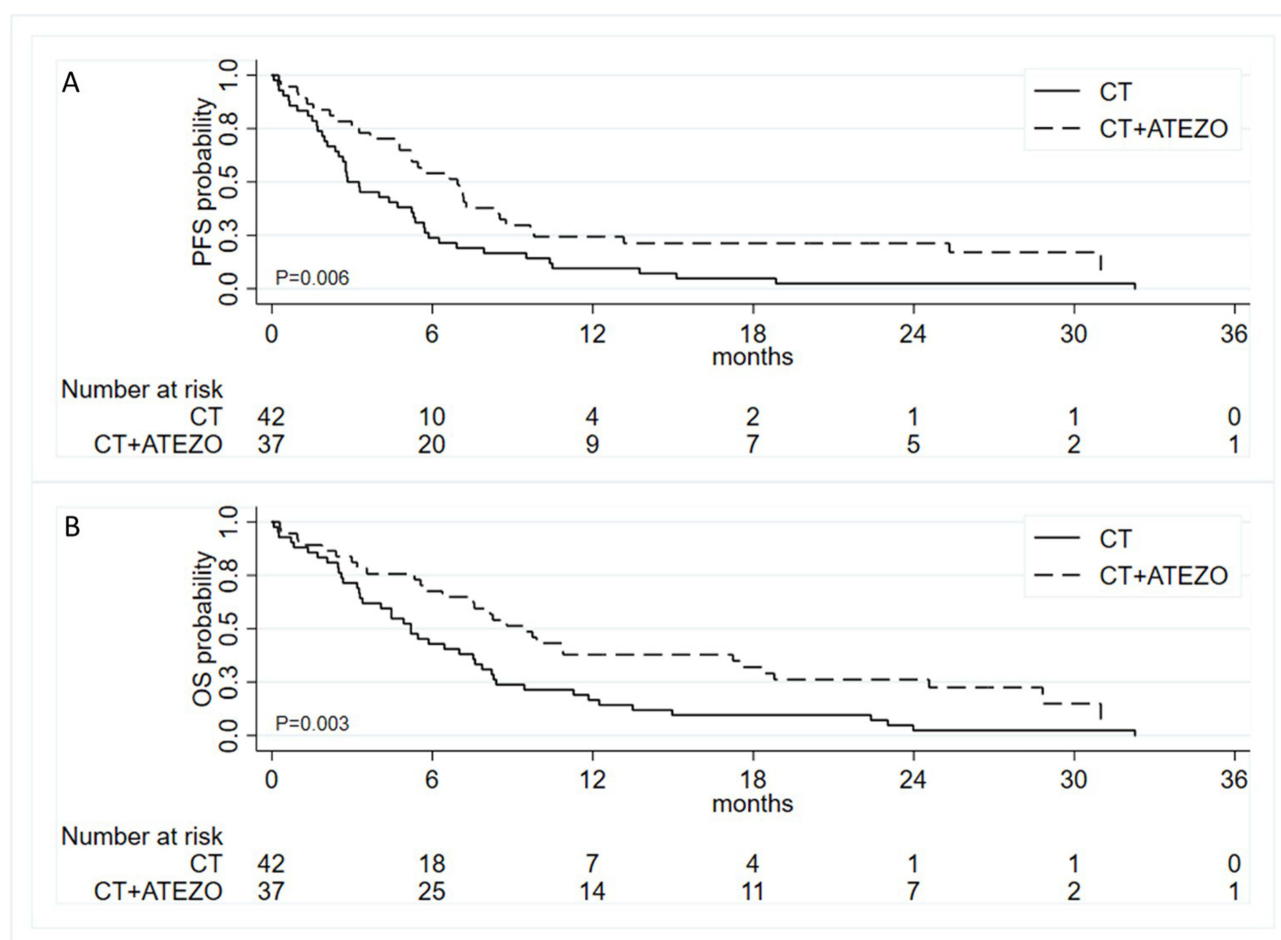 A
PFS probability
1.0
0.8
0.5
0.3
0.0
CT
CT+ATEZO
P=0.006
0 6 12 18 24 30 36
months
Number at risk
CT 42 10 4 2 1 1 0
CT+ATEZO 37 20 9 7 5 2 1
B
OS probability
1.0
0.8
0.5
0.3
0.0
CT
CT+ATEZO
P=0.003
0 6 12 18 24 30 36
months
Number at risk
CT 42 18 7 4 1 1 0
CT+ATEZO 37 25 14 11 7 2 1